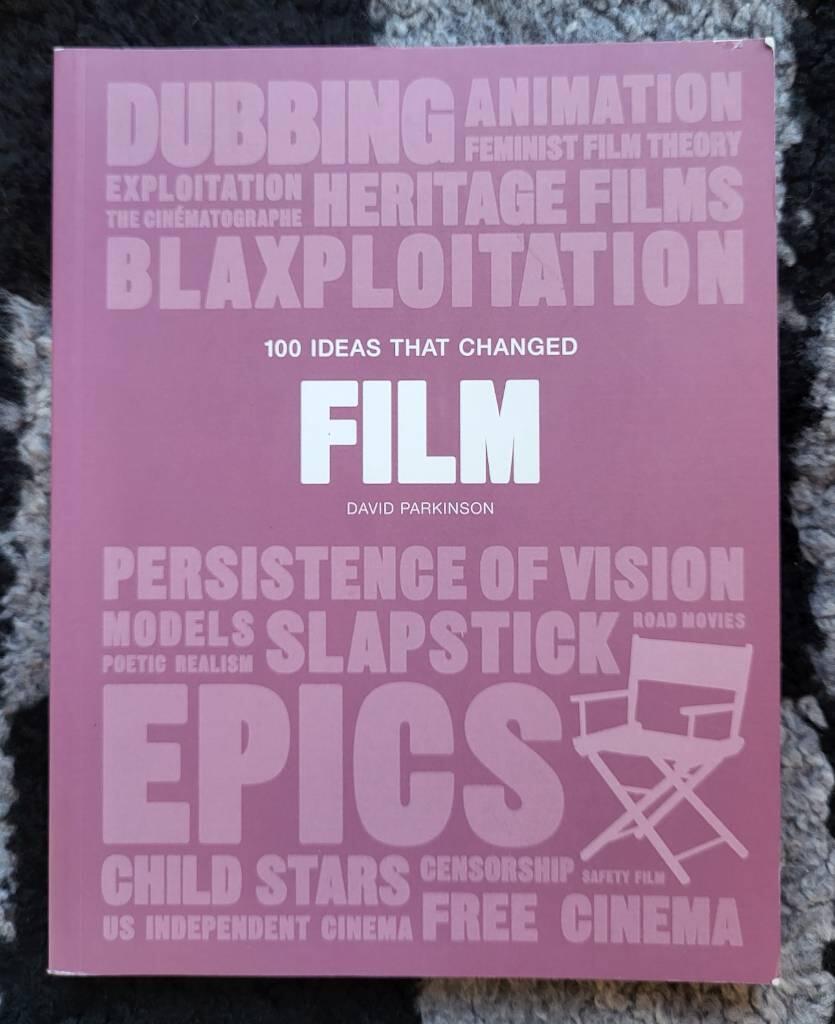 DUBBING ANIMATION
FEMINIST FILM THEORY
EXPLOITATION HERITAGE FILMS
THE CINÉMATOGRAPHE
BLAXPLOITATION
100 IDEAS THAT CHANGED
FILM
DAVID PARKINSON
PERSISTENCE OF VISION
MODELS SLAPSTICK ROAD MOVIES
POETIC REALISM
EPICS
CHILD STARS CENSORSHIP SAFETY FILM
US INDEPENDENT CINEMA FREE CINEMA